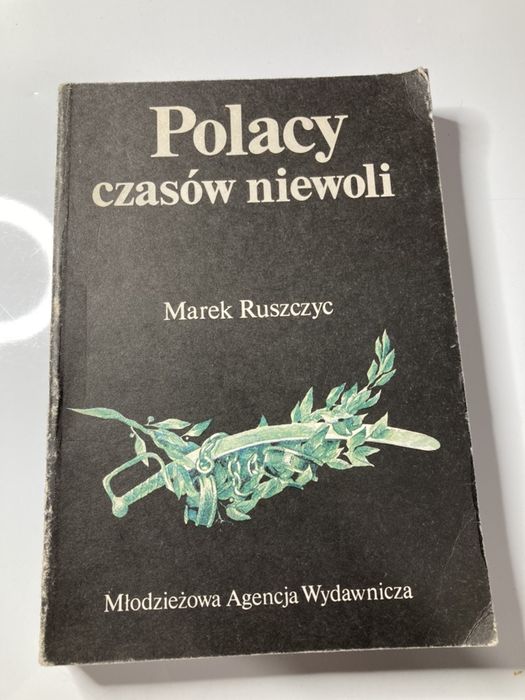 Polacy
czasów niewoli
Marek Ruszczyc
Młodzieżowa Agencja Wydawnicza